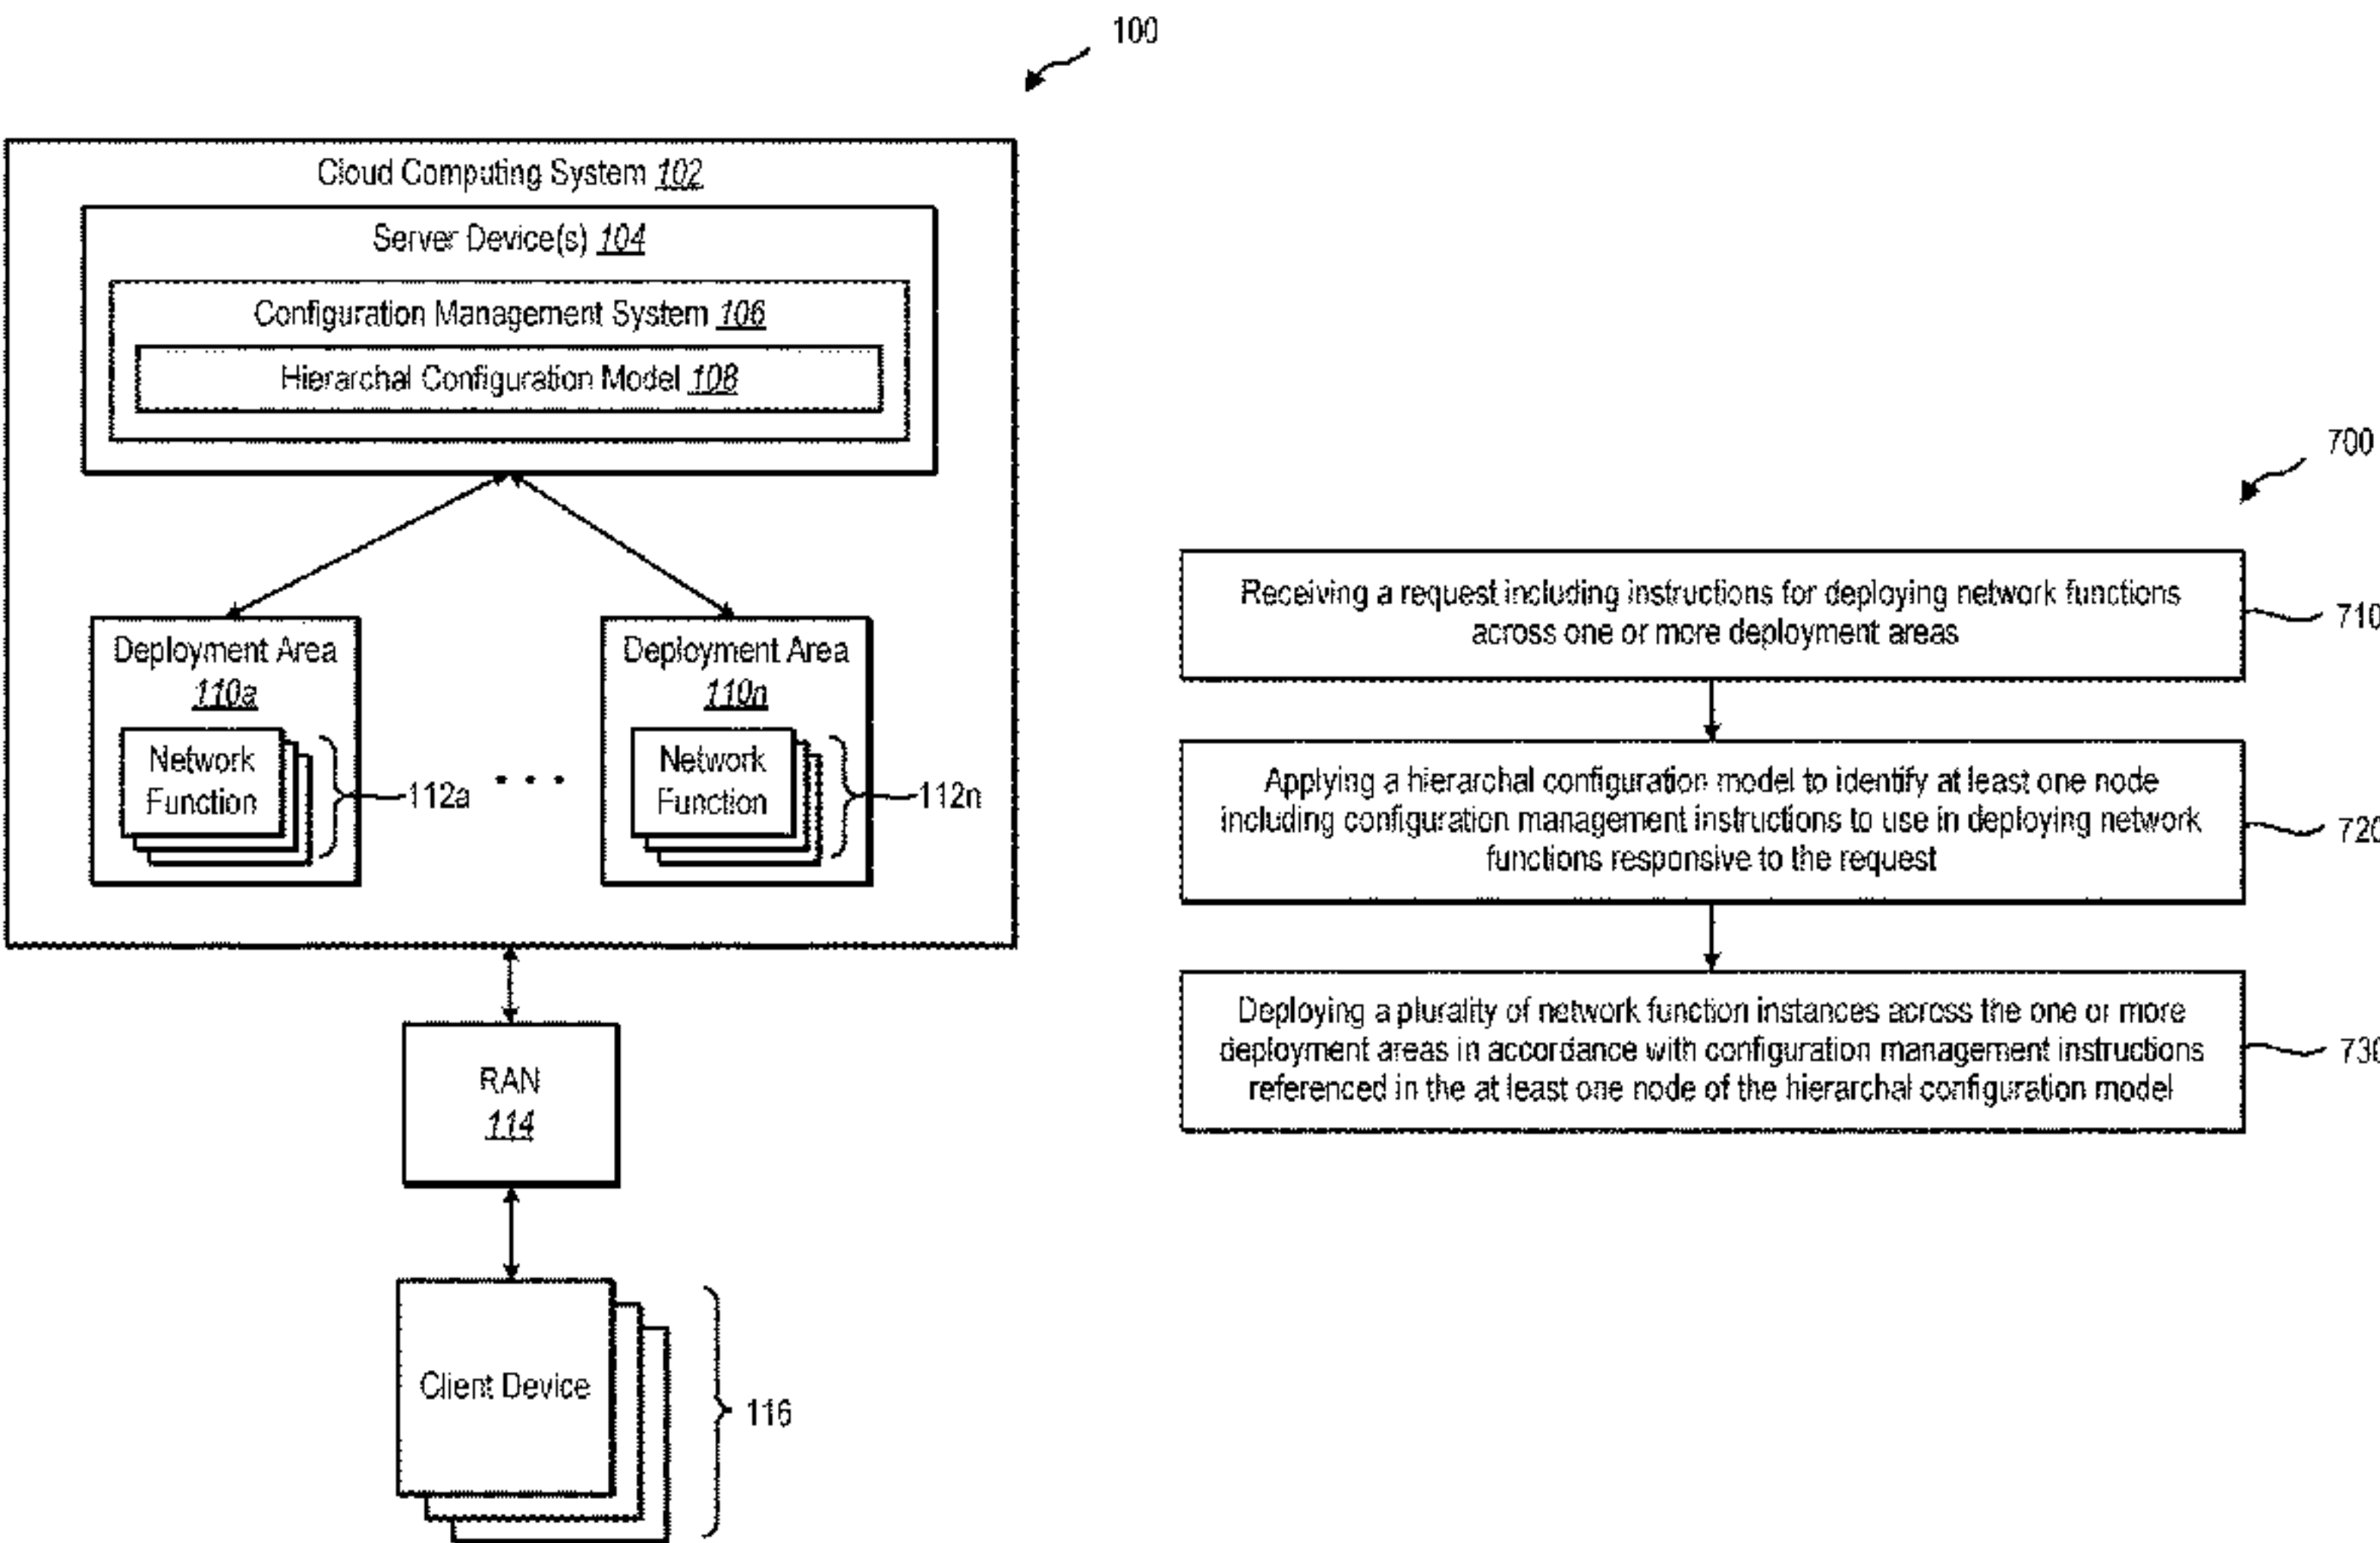 100
Cloud Computing System 102
Server Device(s) 104
Configuration Management System 106
Hierarchal Configuration Model 108
Deployment Area
110a
Network
Function
112a
. . .
Deployment Area
110n
Network
Function
112n
RAN
114
Client Device
116
700
Receiving a request including instructions for deploying network functions
across one or more deployment areas
710
Applying a hierarchal configuration model to identify at least one node
including configuration management instructions to use in deploying network
functions responsive to the request
720
Deploying a plurality of network function instances across the one or more
deployment areas in accordance with configuration management instructions
referenced in the at least one node of the hierarchal configuration model
730